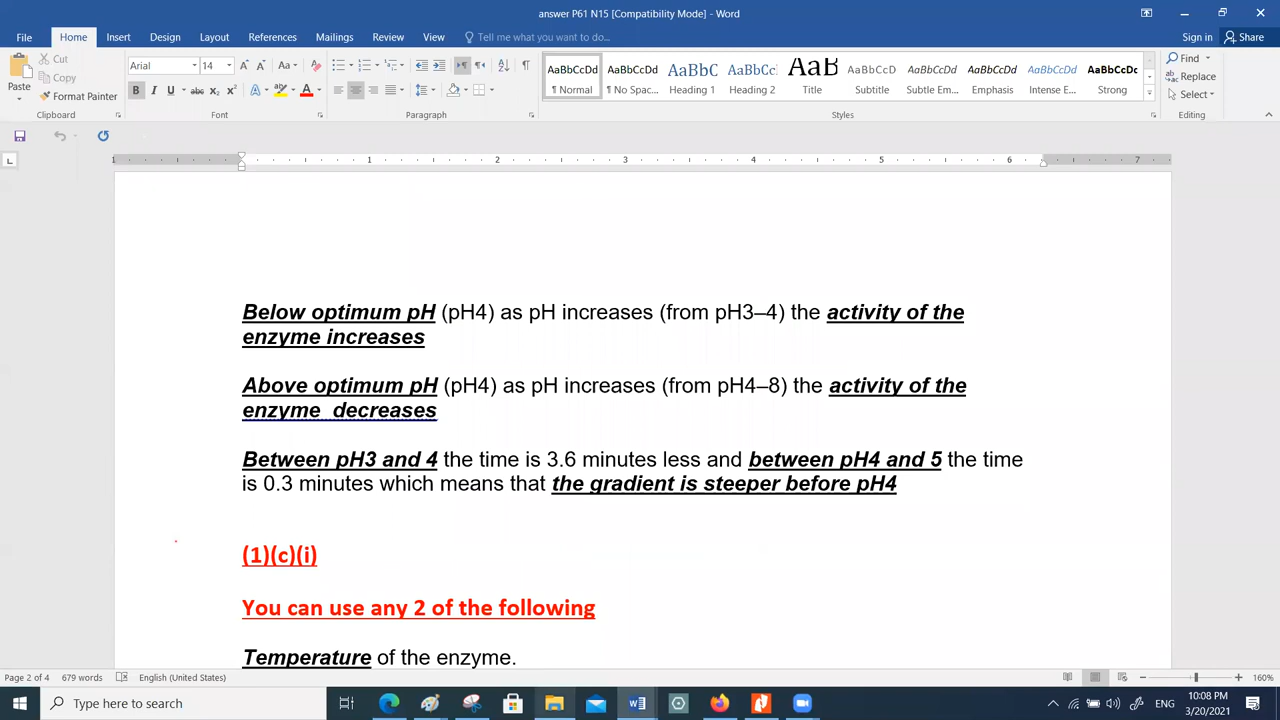 answer P61 N15 [Compatibility Mode] - Word
File Home Insert Design Layout References Mailings Review View Tell me what you want to do... Sign in Share
Paste Cut Copy Format Painter
Arial 14
Find Replace Select
AaBbCcDd AaBbCcDd AaBbC AaBbCc AaB AaBbCcD AaBbCcDd AaBbCcDd AaBbCcDd AaBbCcDc
¶ Normal ¶ No Spac... Heading 1 Heading 2 Title Subtitle Subtle Em... Emphasis Intense E... Strong
Clipboard Font Paragraph Styles Editing
1 1 2 3 4 5 6 7
Below optimum pH (pH4) as pH increases (from pH3–4) the activity of the
enzyme increases
Above optimum pH (pH4) as pH increases (from pH4–8) the activity of the
enzyme decreases
Between pH3 and 4 the time is 3.6 minutes less and between pH4 and 5 the time
is 0.3 minutes which means that the gradient is steeper before pH4
(1)(c)(i)
You can use any 2 of the following
Temperature of the enzyme.
Page 2 of 4 679 words English (United States) 160%
Type here to search
10:08 PM
3/20/2021